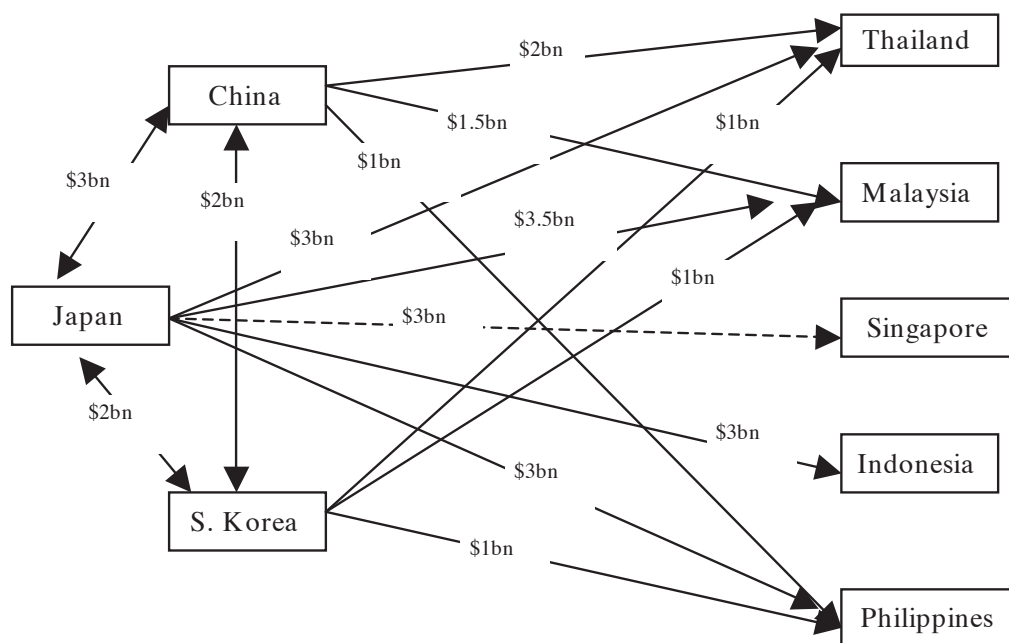 Thailand
$2bn
China
$1.5bn
$1bn
$1bn
$3bn
$2bn
Malaysia
$3bn
$3.5bn
$1bn
Japan
$3bn
Singapore
$2bn
$3bn
Indonesia
$3bn
S. Korea
$1bn
Philippines